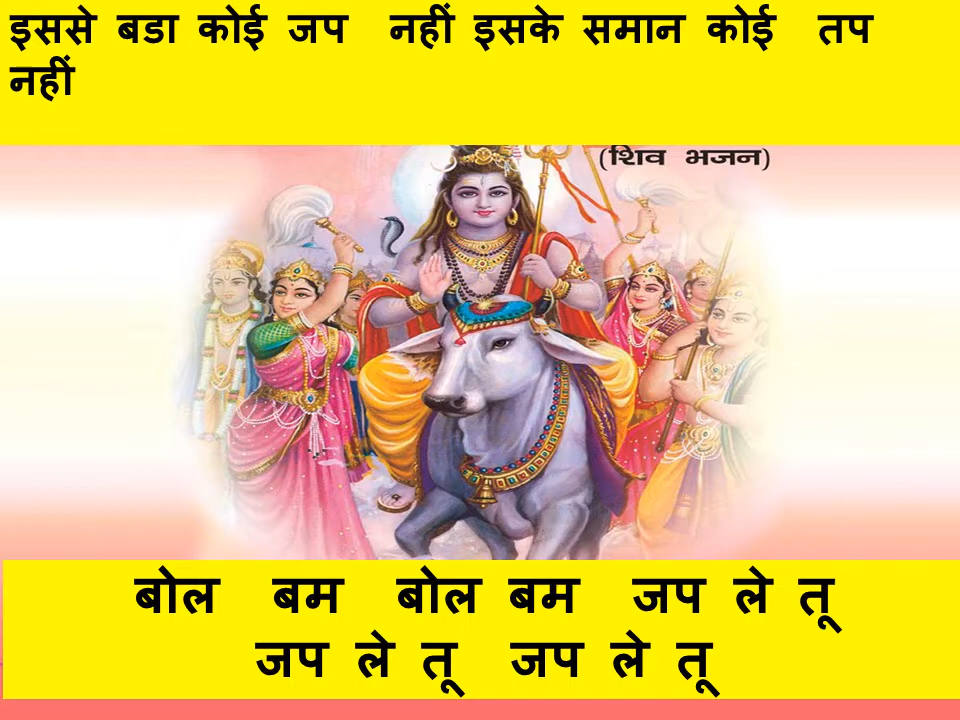 इससे बडा कोई जप नहीं इसके समान कोई तप
नहीं
(शिव भजन)
बोल बम बोल बम जप ले तू
जप ले तू जप ले तू